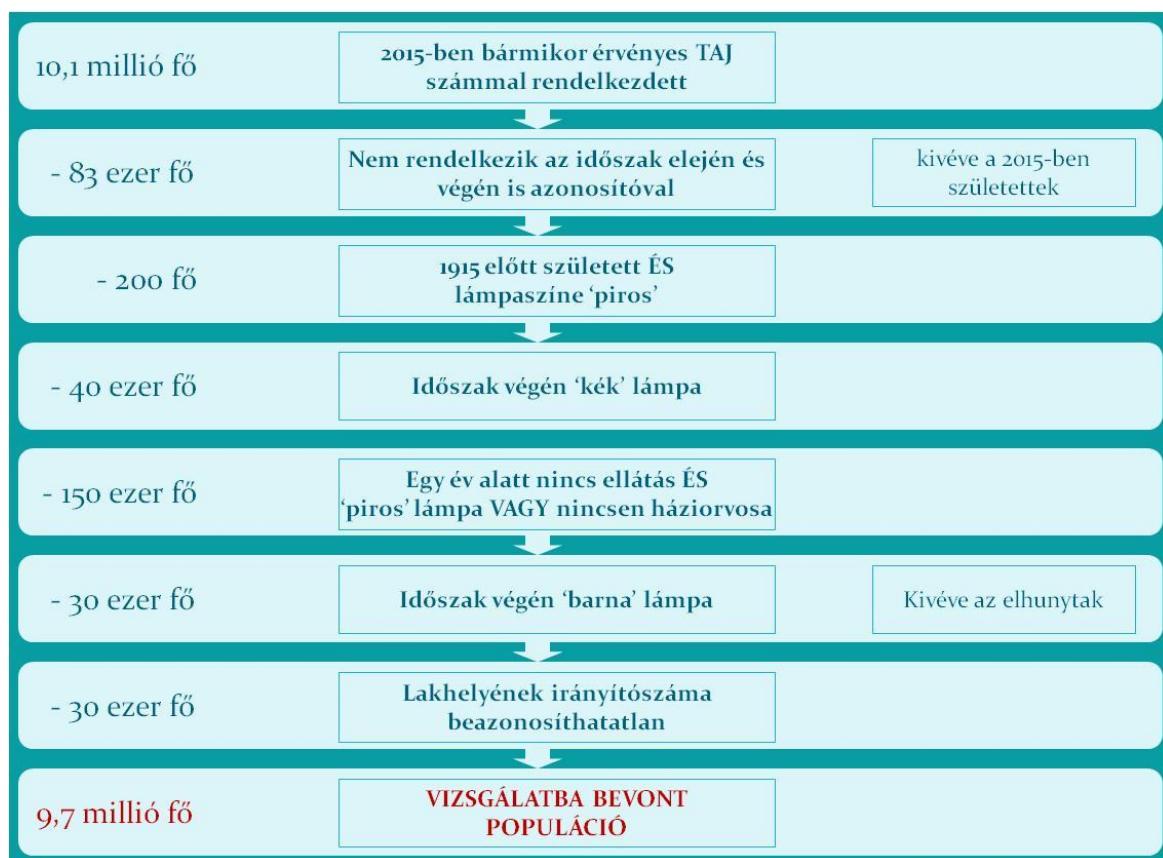 10,1 millió fő
2015-ben bármikor érvényes TAJ
számmal rendelkezdett
- 83 ezer fő
Nem rendelkezik az időszak elején és
végén is azonosítóval
kivéve a 2015-ben
születettek
- 200 fő
1915 előtt született ÉS
lámpaszíne ‘piros’
- 40 ezer fő
Időszak végén ‘kék’ lámpa
- 150 ezer fő
Egy év alatt nincs ellátás ÉS
‘piros’ lámpa VAGY nincsen háziorvosa
- 30 ezer fő
Időszak végén ‘barna’ lámpa
Kivéve az elhunytak
- 30 ezer fő
Lakhelyének irányítószáma
beazonosíthatatlan
9,7 millió fő
VIZSGÁLATBA BEVONT
POPULÁCIÓ